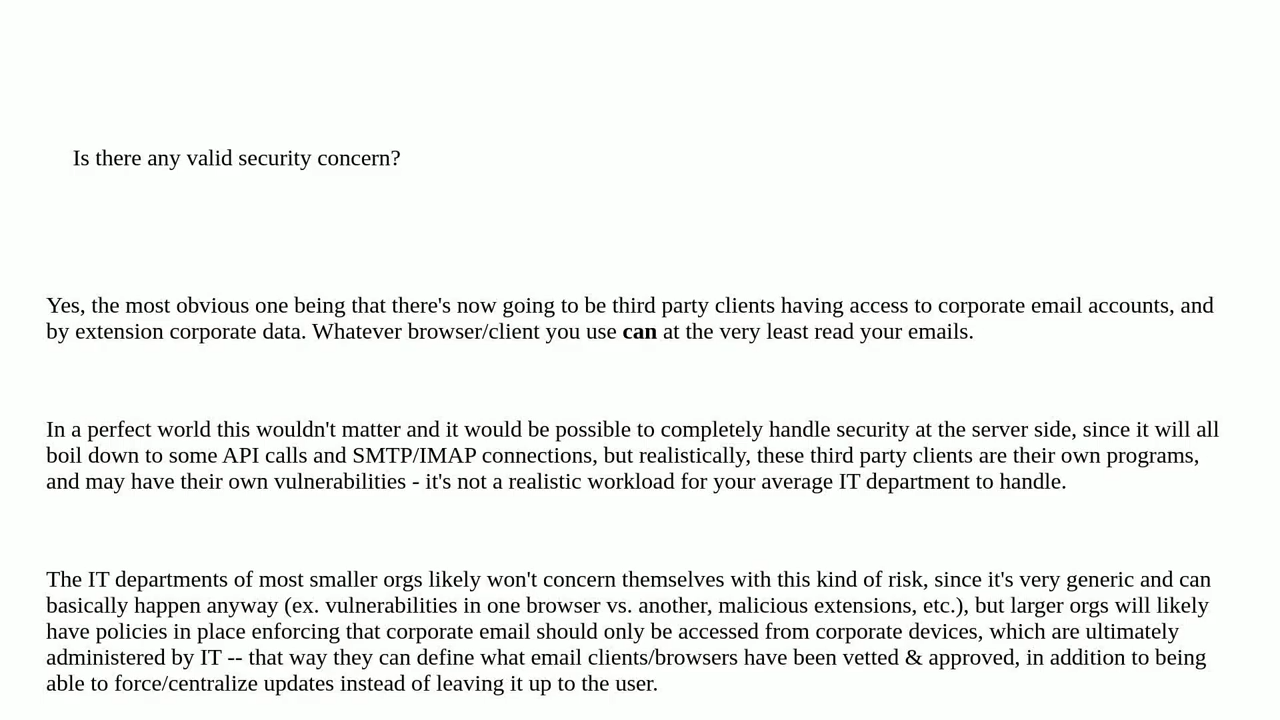 Is there any valid security concern?
Yes, the most obvious one being that there's now going to be third party clients having access to corporate email accounts, and
by extension corporate data. Whatever browser/client you use can at the very least read your emails.
In a perfect world this wouldn't matter and it would be possible to completely handle security at the server side, since it will all
boil down to some API calls and SMTP/IMAP connections, but realistically, these third party clients are their own programs,
and may have their own vulnerabilities - it's not a realistic workload for your average IT department to handle.
The IT departments of most smaller orgs likely won't concern themselves with this kind of risk, since it's very generic and can
basically happen anyway (ex. vulnerabilities in one browser vs. another, malicious extensions, etc.), but larger orgs will likely
have policies in place enforcing that corporate email should only be accessed from corporate devices, which are ultimately
administered by IT -- that way they can define what email clients/browsers have been vetted & approved, in addition to being
able to force/centralize updates instead of leaving it up to the user.